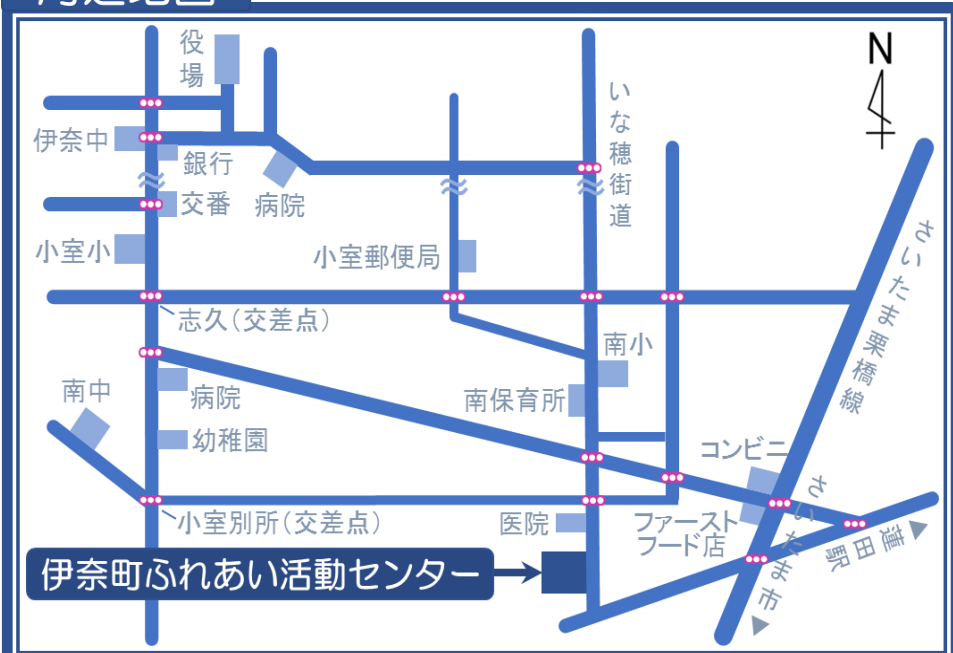 周辺地図
N
役場
いな穂街道
伊奈中
銀行
交番
病院
小室小
小室郵便局
さいたま栗橋線
志久(交差点)
南小
南中
病院
南保育所
幼稚園
コンビニ
さいたま市
小室別所(交差点)
医院
ファースト
フード店
蓮田駅
伊奈町ふれあい活動センター